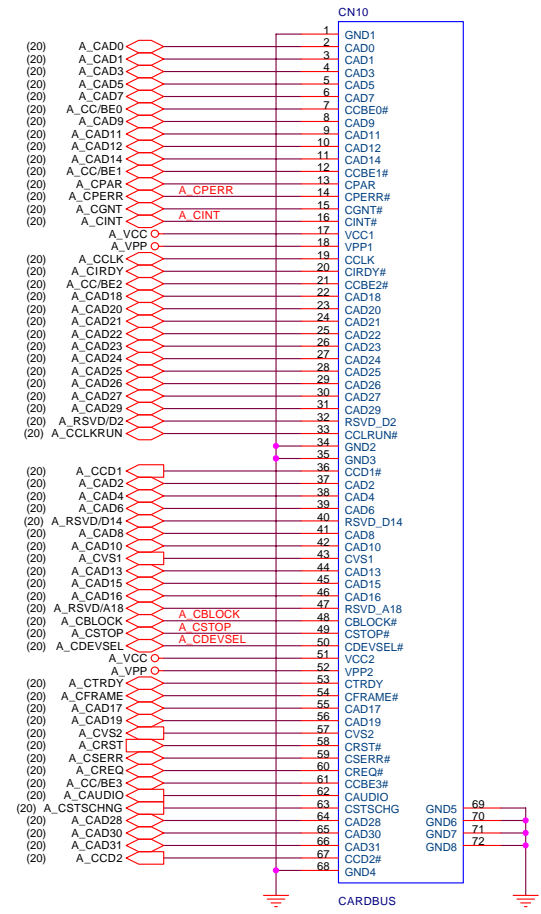 CN10
1 GND1
(20) A_CAD0 2 CAD0
(20) A_CAD1 3 CAD1
(20) A_CAD3 4 CAD3
(20) A_CAD5 5 CAD5
(20) A_CAD7 6 CAD7
(20) A_CC/BE0 7 CCBE0#
(20) A_CAD9 8 CAD9
(20) A_CAD11 9 CAD11
(20) A_CAD12 10 CAD12
(20) A_CAD14 11 CAD14
(20) A_CC/BE1 12 CCBE1#
(20) A_CPAR 13 CPAR
(20) A_CPERR A_CPERR 14 CPERR#
(20) A_CGNT 15 CGNT#
(20) A_CINT A_CINT 16 CINT#
A_VCC 17 VCC1
A_VPP 18 VPP1
(20) A_CCLK 19 CCLK
(20) A_CIRDY 20 CIRDY#
(20) A_CC/BE2 21 CCBE2#
(20) A_CAD18 22 CAD18
(20) A_CAD20 23 CAD20
(20) A_CAD21 24 CAD21
(20) A_CAD22 25 CAD22
(20) A_CAD23 26 CAD23
(20) A_CAD24 27 CAD24
(20) A_CAD25 28 CAD25
(20) A_CAD26 29 CAD26
(20) A_CAD27 30 CAD27
(20) A_CAD29 31 CAD29
(20) A_RSVD/D2 32 RSVD_D2
(20) A_CCLKRUN 33 CCLRUN#
34 GND2
35 GND3
(20) A_CCD1 36 CCD1#
(20) A_CAD2 37 CAD2
(20) A_CAD4 38 CAD4
(20) A_CAD6 39 CAD6
(20) A_RSVD/D14 40 RSVD_D14
(20) A_CAD8 41 CAD8
(20) A_CAD10 42 CAD10
(20) A_CVS1 43 CVS1
(20) A_CAD13 44 CAD13
(20) A_CAD15 45 CAD15
(20) A_CAD16 46 CAD16
(20) A_RSVD/A18 47 RSVD_A18
(20) A_CBLOCK A_CBLOCK 48 CBLOCK#
(20) A_CSTOP A_CSTOP 49 CSTOP#
(20) A_CDEVSEL A_CDEVSEL 50 CDEVSEL#
A_VCC 51 VCC2
A_VPP 52 VPP2
(20) A_CTRDY 53 CTRDY
(20) A_CFRAME 54 CFRAME#
(20) A_CAD17 55 CAD17
(20) A_CAD19 56 CAD19
(20) A_CVS2 57 CVS2
(20) A_CRST 58 CRST#
(20) A_CSERR 59 CSERR#
(20) A_CREQ 60 CREQ#
(20) A_CC/BE3 61 CCBE3#
(20) A_CAUDIO 62 CAUDIO
(20) A_CSTSCHNG 63 CSTSCHG GND5 69
(20) A_CAD28 64 CAD28 GND6 70
(20) A_CAD30 65 CAD30 GND7 71
(20) A_CAD31 66 CAD31 GND8 72
(20) A_CCD2 67 CCD2#
68 GND4
CARDBUS